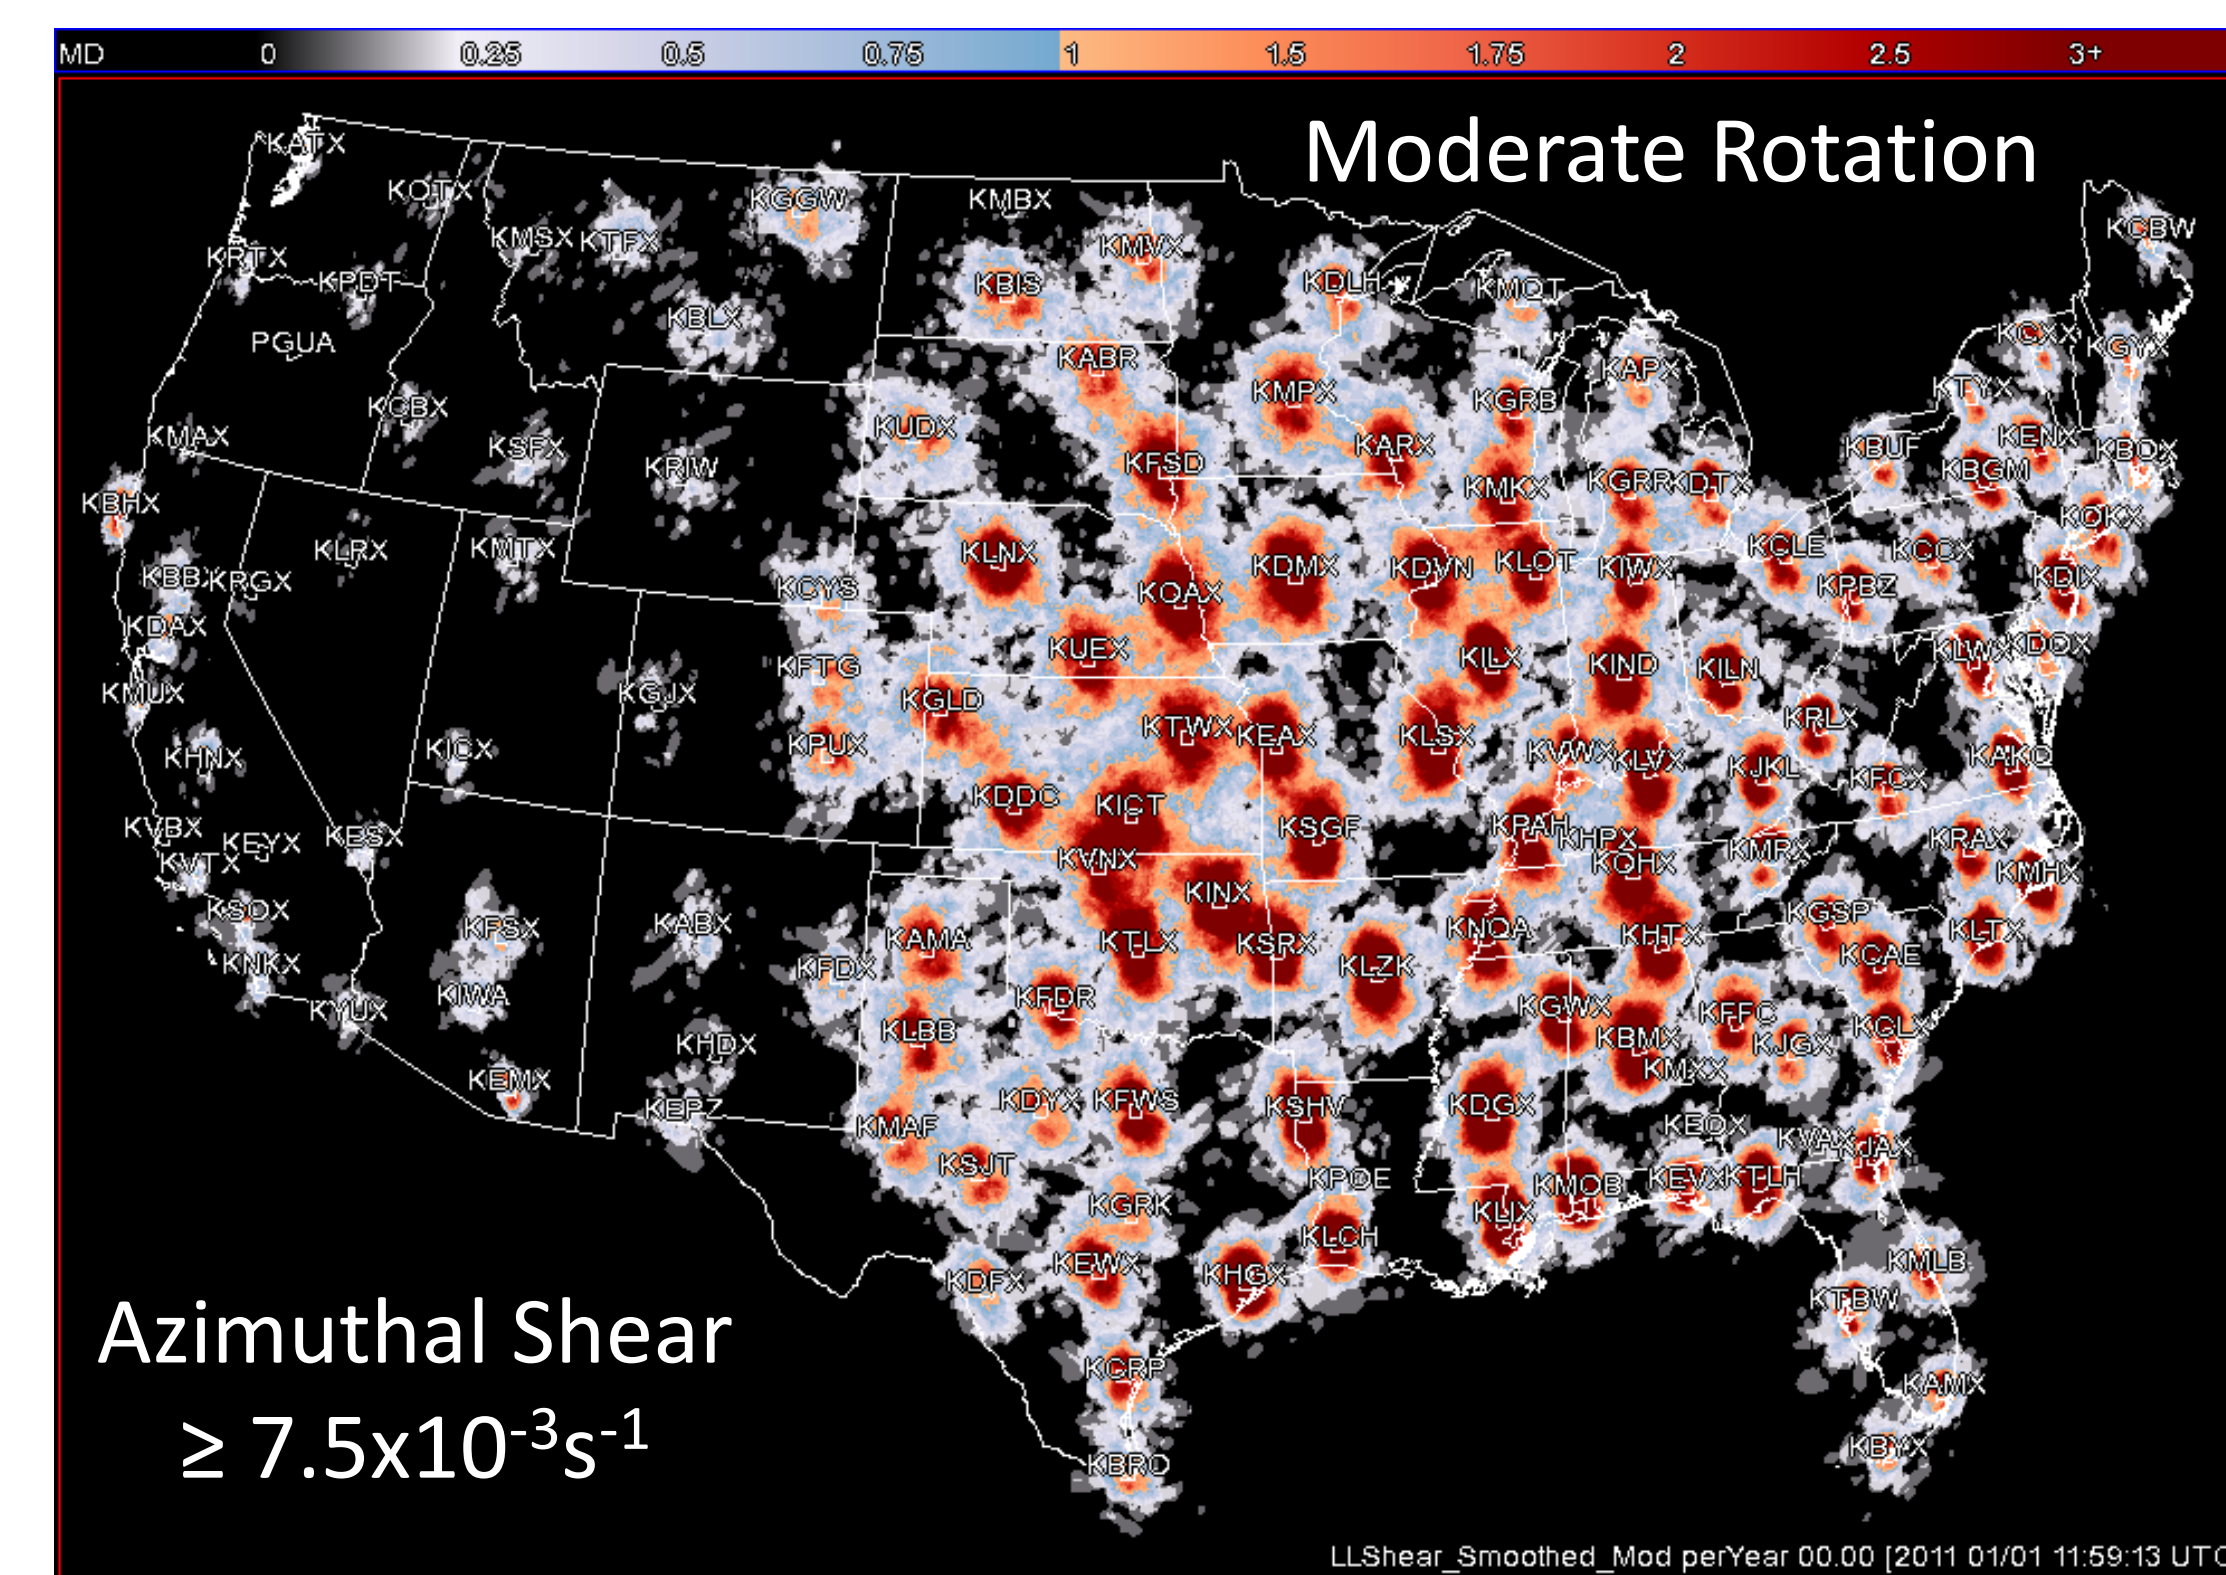 MD 0 0.25 0.5 0.75 1 1.5 1.75 2 2.5 3+
Moderate Rotation
KATX
KOTX
KGGW
KMBX
KCBW
KMSX KTFX
KMVX
KRTX
KPDT
KBIS
KDLH
KMQT
KBLX
PGUA
KCXX
KGYX
KABR
KAPX
KTYX
KCBX
KMPX
KGRB
KUDX
KMAX
KSFX
KRIW
KFSD
KARX
KBUF
KENX
KBOX
KBGM
KMKX
KGRR KDTX
KBHX
KOKX
KLRX
KMTX
KLNX
KDMX
KDVN
KLOT
KIWX
KCLE
KCCX
KBBX KRGX
KCYS
KOAX
KPBZ
KDIX
KDAX
KFTG
KUEX
KILX
KIND
KILN
KLWX KDOX
KMUX
KGJX
KGLD
KRLX
KHNX
KICX
KPUX
KTWX KEAX
KLSX
KVWX KLVX
KJKL
KFCX
KAKQ
KDDC
KICT
KVBX
KEYX
KESX
KSGF
KPAH
KHPX
KRAX
KVTX
KVNX
KOHX
KMRX
KMHX
KINX
KSOX
KFSX
KABX
KAMA
KTLX
KSRX
KNQA
KHTX
KGSP
KLTX
KNKX
KFDX
KLZK
KCAE
KIWA
KYUX
KFDR
KGWX
KFFC
KCLX
KLBB
KBMX
KJGX
KHDX
KMXX
KEMX
KEPZ
KDYX KFWS
KSHV
KDGX
KMAF
KEOX
KVAX KJAX
KSJT
KPOE
KMOB
KEVX KTLH
KGRK
KLIX
KLCH
KEWX
KHGX
KMLB
KDFX
KTBW
Azimuthal Shear
KCRP
KAMX
≥ 7.5x10⁻³s⁻¹
KBYX
KBRO
LLShear_Smoothed_Mod perYear 00.00 [2011 01/01 11:59:13 UTC